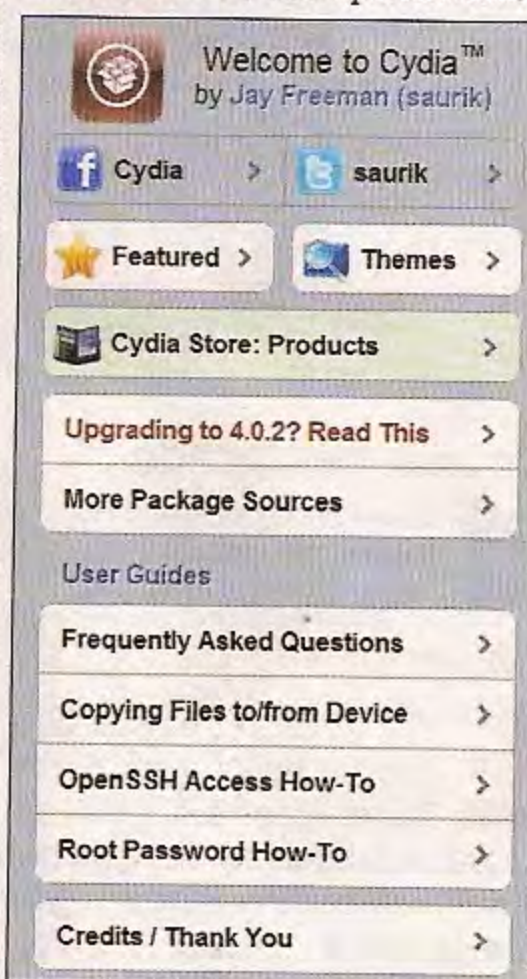 Welcome to Cydia™
by Jay Freeman (saurik)
Cydia
saurik
Featured
Themes
Cydia Store: Products
Upgrading to 4.0.2? Read This
More Package Sources
User Guides
Frequently Asked Questions
Copying Files to/from Device
OpenSSH Access How-To
Root Password How-To
Credits / Thank You